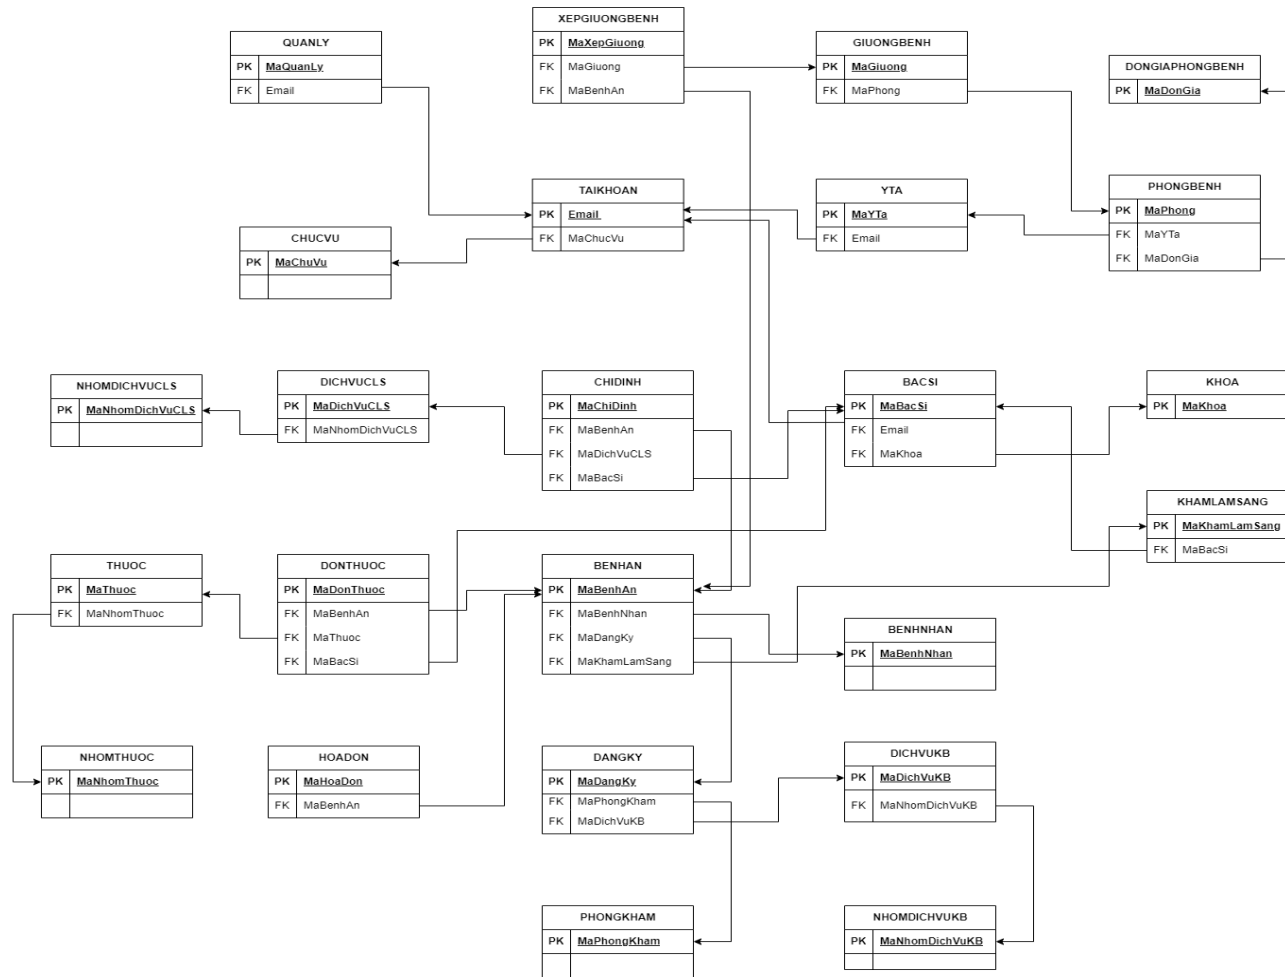 XEPGIUONGBENH
PK MaXepGiuong
FK MaGiuong
FK MaBenhAn
QUANLY
PK MaQuanLy
FK Email
GIUONGBENH
PK MaGiuong
FK MaPhong
DONGIAPHONGBENH
PK MaDonGia
TAIKHOAN
PK Email
FK MaChucVu
YTA
PK MaYTa
FK Email
PHONGBENH
PK MaPhong
FK MaYTa
FK MaDonGia
CHUCVU
PK MaChuVu
NHOMDICHVUCLS
PK MaNhomDichVuCLS
DICHVUCLS
PK MaDichVuCLS
FK MaNhomDichVuCLS
CHIDINH
PK MaChiDinh
FK MaBenhAn
FK MaDichVuCLS
FK MaBacSi
BACSI
PK MaBacSi
FK Email
FK MaKhoa
KHOA
PK MaKhoa
KHAMLAMSANG
PK MaKhamLamSang
FK MaBacSi
THUOC
PK MaThuoc
FK MaNhomThuoc
DONTHUOC
PK MaDonThuoc
FK MaBenhAn
FK MaThuoc
FK MaBacSi
BENHAN
PK MaBenhAn
FK MaBenhNhan
FK MaDangKy
FK MaKhamLamSang
BENHNHAN
PK MaBenhNhan
NHOMTHUOC
PK MaNhomThuoc
HOADON
PK MaHoaDon
FK MaBenhAn
DANGKY
PK MaDangKy
FK MaPhongKham
FK MaDichVuKB
DICHVUKB
PK MaDichVuKB
FK MaNhomDichVuKB
PHONGKHAM
PK MaPhongKham
NHOMDICHVUKB
PK MaNhomDichVuKB